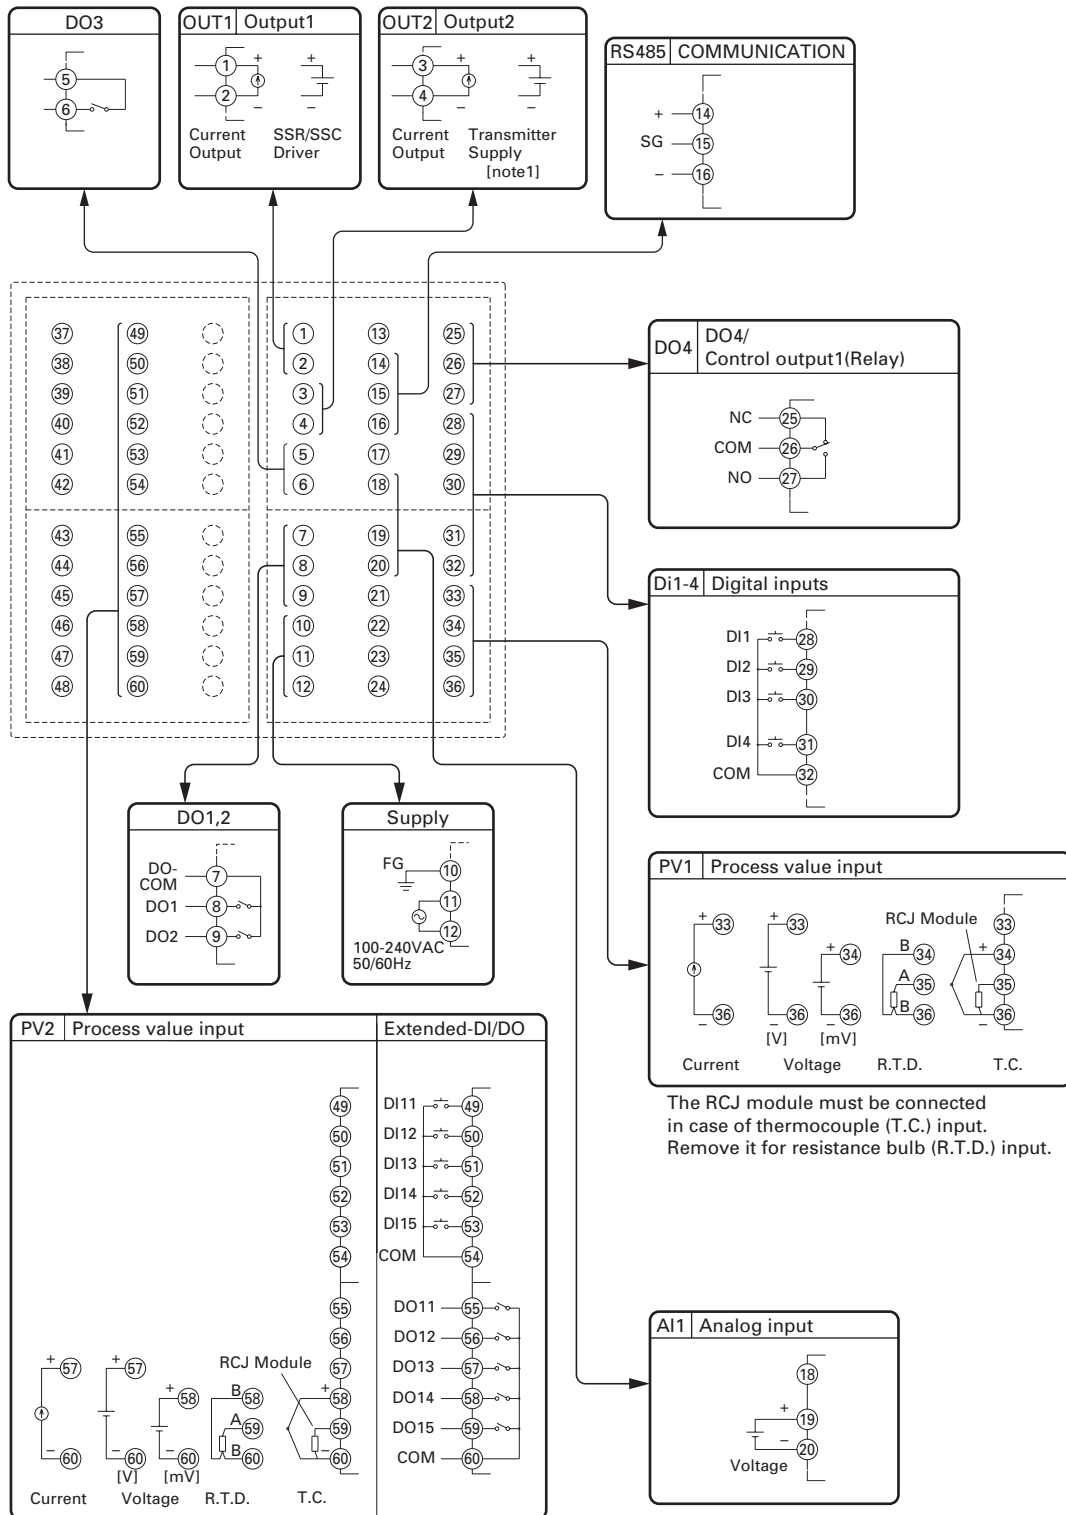 DO3
5
6
OUT1 Output1
1 +
2 −
+
−
Current Output
SSR/SSC Driver
OUT2 Output2
3 +
4 −
+
−
Current Output
Transmitter Supply [note1]
RS485 COMMUNICATION
+ 14
SG 15
− 16
37 49 1 13 25
38 50 2 14 26
39 51 3 15 27
40 52 4 16 28
41 53 5 17 29
42 54 6 18 30
43 55 7 19 31
44 56 8 20 32
45 57 9 21 33
46 58 10 22 34
47 59 11 23 35
48 60 12 24 36
DO4 DO4/
Control output1(Relay)
NC 25
COM 26
NO 27
Di1-4 Digital inputs
DI1 28
DI2 29
DI3 30
DI4 31
COM 32
DO1,2
DO-
COM 7
DO1 8
DO2 9
Supply
FG 10
11
12
100-240VAC
50/60Hz
PV1 Process value input
RCJ Module
+ 33 + 33 33
+ 34 B 34 + 34
A 35 35
− 36 − 36 − 36 B 36 − 36
[V] [mV]
Current Voltage R.T.D. T.C.
The RCJ module must be connected
in case of thermocouple (T.C.) input.
Remove it for resistance bulb (R.T.D.) input.
PV2 Process value input
49
50
51
52
53
54
55
56
RCJ Module
+ 57 + 57 57
+ 58 B 58 + 58
A 59 59
− 60 − 60 − 60 B 60 − 60
[V] [mV]
Current Voltage R.T.D. T.C.
Extended-DI/DO
DI11 49
DI12 50
DI13 51
DI14 52
DI15 53
COM 54
DO11 55
DO12 56
DO13 57
DO14 58
DO15 59
COM 60
AI1 Analog input
18
+ 19
− 20
Voltage